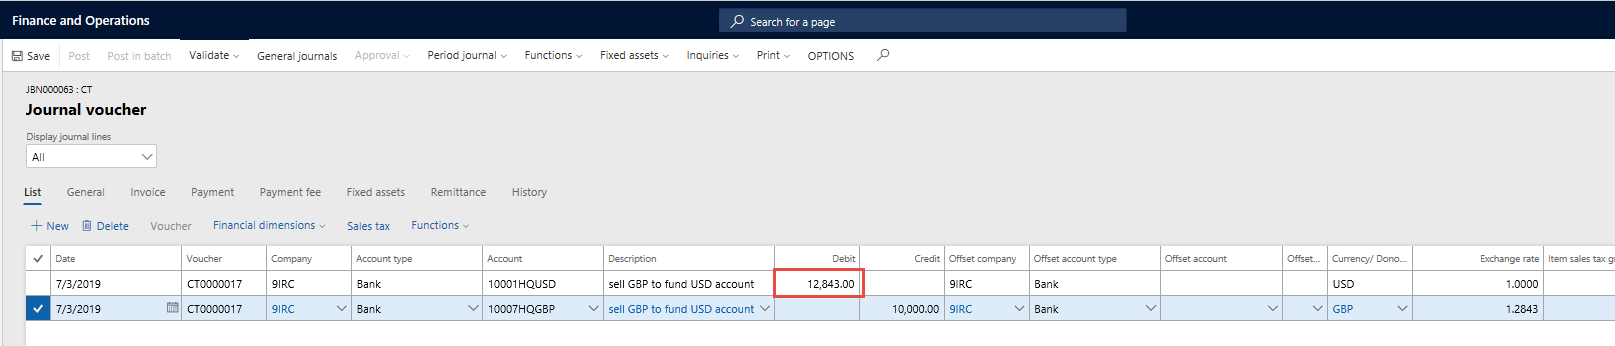 Finance and Operations
Search for a page
Save Post Post in batch Validate General journals Approval Period journal Functions Fixed assets Inquiries Print OPTIONS
JBN000063 : CT
Journal voucher
Display journal lines
All
List General Invoice Payment Payment fee Fixed assets Remittance History
New Delete Voucher Financial dimensions Sales tax Functions
Date Voucher Company Account type Account Description Debit Credit Offset company Offset account type Offset account Offset... Currency/ Dono... Exchange rate Item sales tax gr
7/3/2019 CT0000017 9IRC Bank 10001HQUSD sell GBP to fund USD account 12,843.00 9IRC Bank USD 1.0000
7/3/2019 CT0000017 9IRC Bank 10007HQGBP sell GBP to fund USD account 10,000.00 9IRC Bank GBP 1.2843